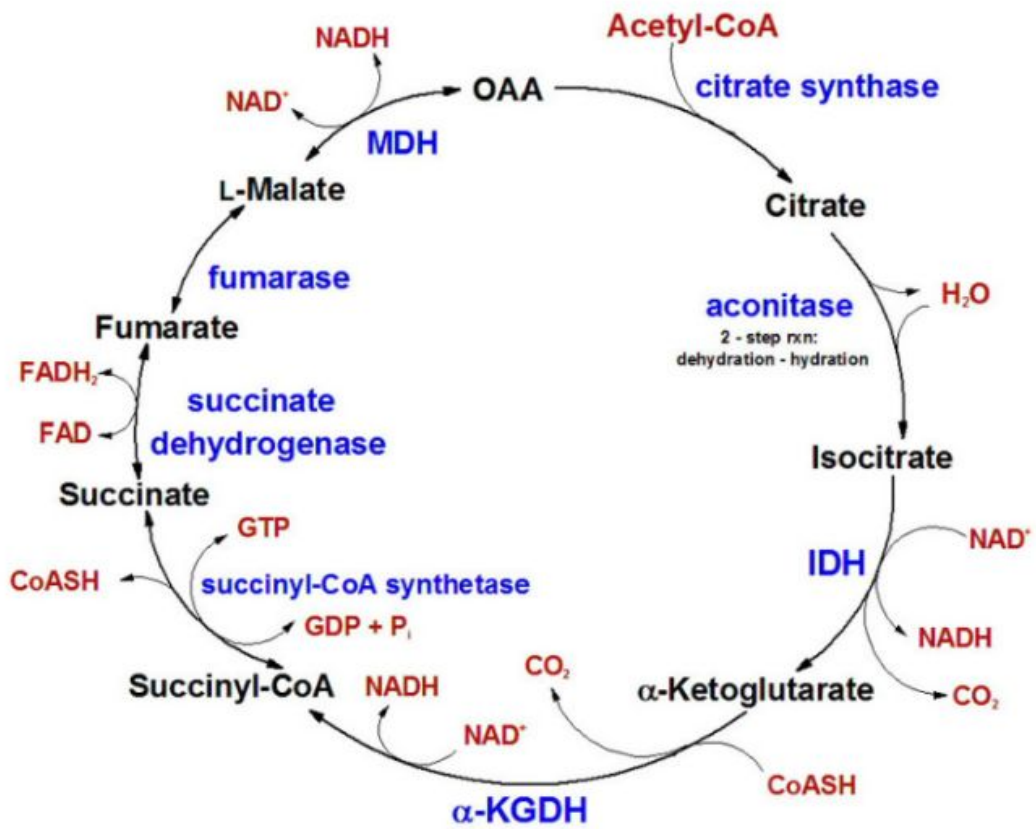 Acetyl-CoA
NADH
OAA
citrate synthase
NAD⁺
MDH
L-Malate
Citrate
fumarase
H₂O
aconitase
2 - step rxn:
dehydration - hydration
Fumarate
FADH₂
succinate
dehydrogenase
FAD
Isocitrate
Succinate
GTP
NAD⁺
IDH
CoASH
succinyl-CoA synthetase
GDP + Pᵢ
NADH
CO₂
Succinyl-CoA
NADH
α-Ketoglutarate
CO₂
NAD⁺
CoASH
α-KGDH